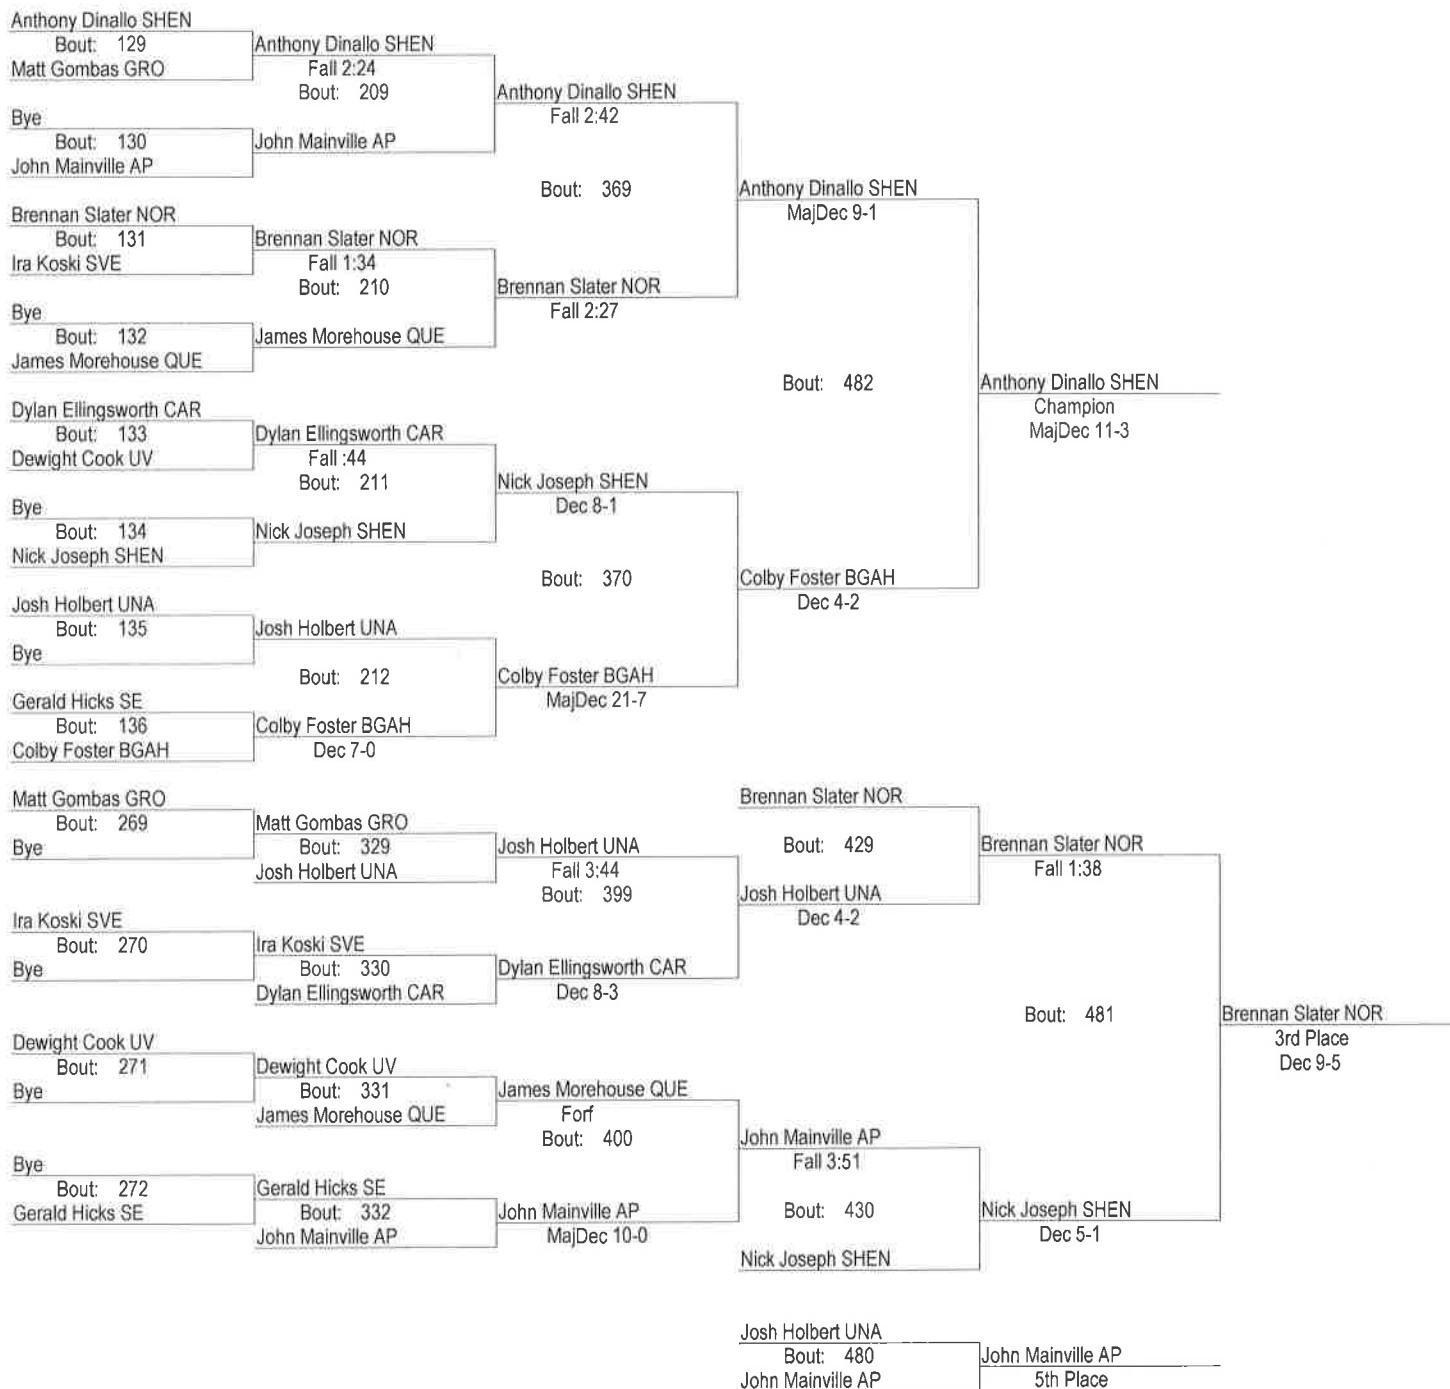 Anthony Dinallo SHEN
Bout: 129
Matt Gombas GRO
Bye
Bout: 130
John Mainville AP
Brennan Slater NOR
Bout: 131
Ira Koski SVE
Bye
Bout: 132
James Morehouse QUE
Dylan Ellingsworth CAR
Bout: 133
Dewight Cook UV
Bye
Bout: 134
Nick Joseph SHEN
Josh Holbert UNA
Bout: 135
Bye
Gerald Hicks SE
Bout: 136
Colby Foster BGAH
Anthony Dinallo SHEN
Fall 2:24
Bout: 209
John Mainville AP
Brennan Slater NOR
Fall 1:34
Bout: 210
James Morehouse QUE
Dylan Ellingsworth CAR
Fall :44
Bout: 211
Nick Joseph SHEN
Josh Holbert UNA
Bout: 212
Colby Foster BGAH
Dec 7-0
Anthony Dinallo SHEN
Fall 2:42
Bout: 369
Brennan Slater NOR
Fall 2:27
Nick Joseph SHEN
Dec 8-1
Bout: 370
Colby Foster BGAH
MajDec 21-7
Anthony Dinallo SHEN
MajDec 9-1
Bout: 482
Colby Foster BGAH
Dec 4-2
Anthony Dinallo SHEN
Champion
MajDec 11-3
Matt Gombas GRO
Bout: 269
Bye
Ira Koski SVE
Bout: 270
Bye
Dewight Cook UV
Bout: 271
Bye
Bye
Bout: 272
Gerald Hicks SE
Matt Gombas GRO
Bout: 329
Josh Holbert UNA
Ira Koski SVE
Bout: 330
Dylan Ellingsworth CAR
Dewight Cook UV
Bout: 331
James Morehouse QUE
Gerald Hicks SE
Bout: 332
John Mainville AP
Josh Holbert UNA
Fall 3:44
Bout: 399
Dylan Ellingsworth CAR
Dec 8-3
James Morehouse QUE
Forf
Bout: 400
John Mainville AP
MajDec 10-0
Brennan Slater NOR
Bout: 429
Josh Holbert UNA
Dec 4-2
John Mainville AP
Fall 3:51
Bout: 430
Nick Joseph SHEN
Brennan Slater NOR
Fall 1:38
Bout: 481
Nick Joseph SHEN
Dec 5-1
Brennan Slater NOR
3rd Place
Dec 9-5
Josh Holbert UNA
Bout: 480
John Mainville AP
John Mainville AP
5th Place